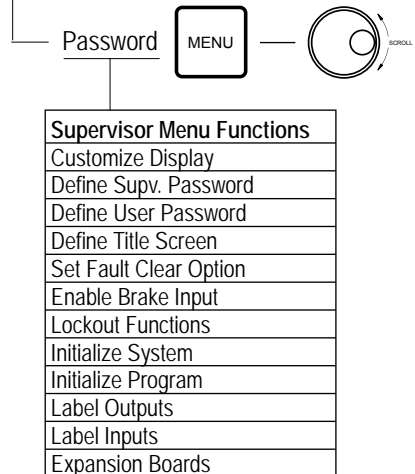 Password MENU SCROLL
Supervisor Menu Functions
Customize Display
Define Supv. Password
Define User Password
Define Title Screen
Set Fault Clear Option
Enable Brake Input
Lockout Functions
Initialize System
Initialize Program
Label Outputs
Label Inputs
Expansion Boards